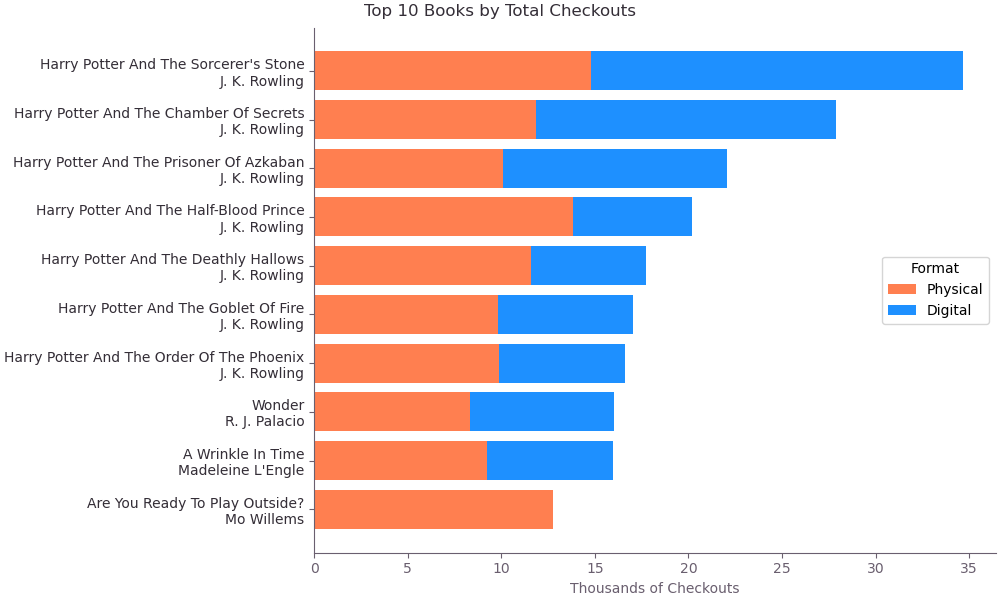 Top 10 Books by Total Checkouts
Harry Potter And The Sorcerer's Stone
J. K. Rowling
Harry Potter And The Chamber Of Secrets
J. K. Rowling
Harry Potter And The Prisoner Of Azkaban
J. K. Rowling
Harry Potter And The Half-Blood Prince
J. K. Rowling
Harry Potter And The Deathly Hallows
J. K. Rowling
Harry Potter And The Goblet Of Fire
J. K. Rowling
Harry Potter And The Order Of The Phoenix
J. K. Rowling
Wonder
R. J. Palacio
A Wrinkle In Time
Madeleine L'Engle
Are You Ready To Play Outside?
Mo Willems
Format
Physical
Digital
0 5 10 15 20 25 30 35
Thousands of Checkouts